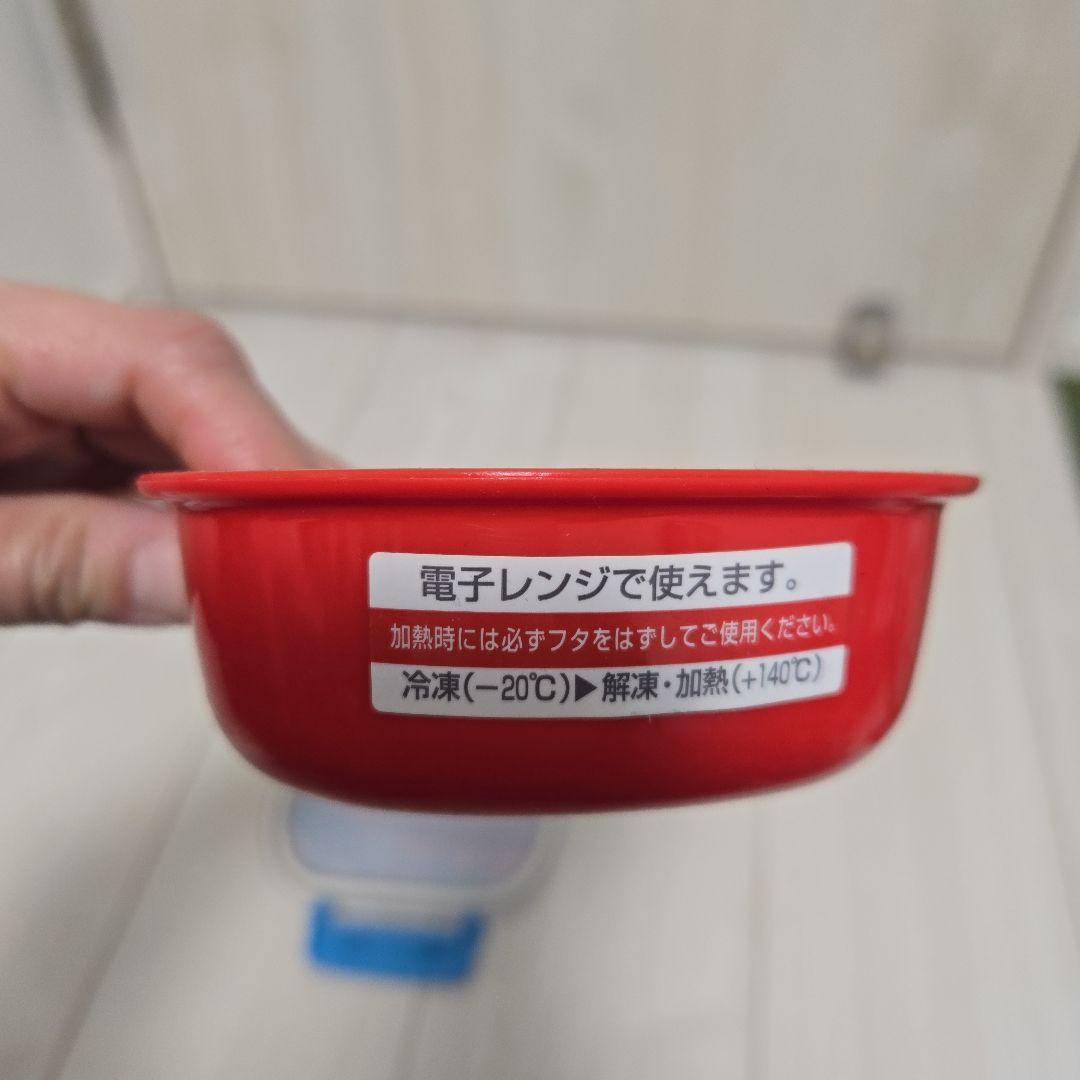 電子レンジで使えます。
加熱時には必ずフタをはずしてご使用ください。
冷凍(−20℃)▶解凍・加熱(+140℃)